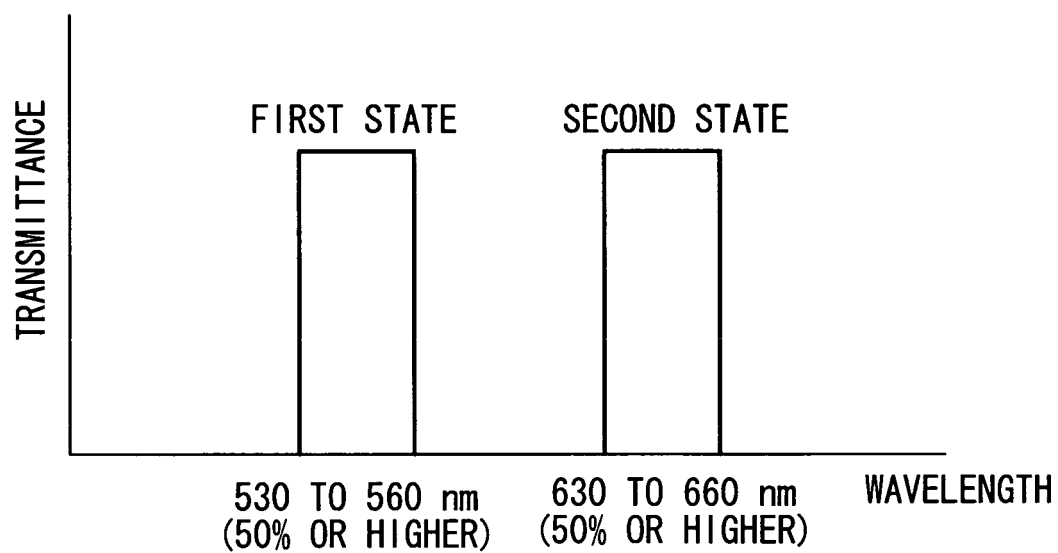 TRANSMITTANCE
FIRST STATE
SECOND STATE
530 TO 560 nm
(50% OR HIGHER)
630 TO 660 nm
(50% OR HIGHER)
WAVELENGTH